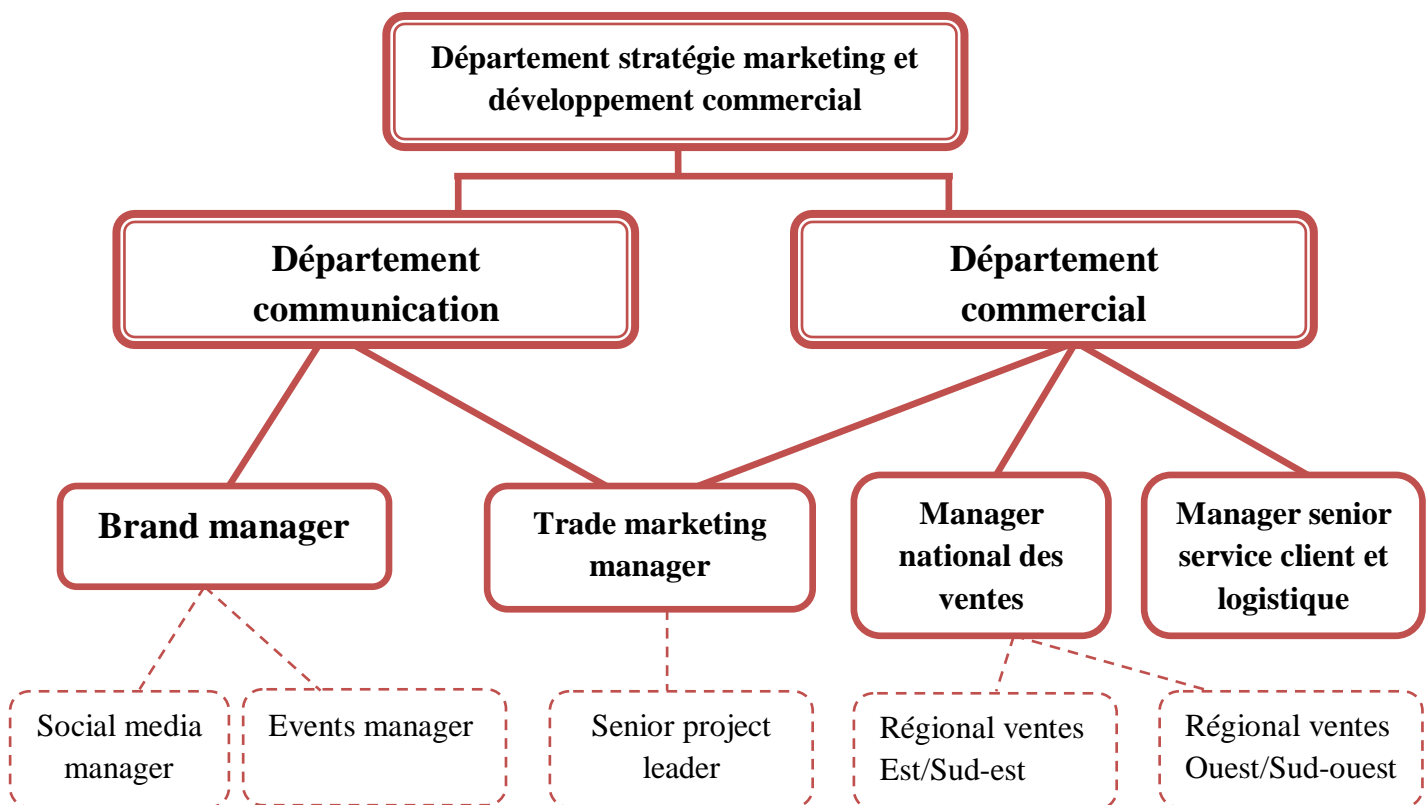 Département stratégie marketing et
développement commercial
Département
communication
Département
commercial
Brand manager
Trade marketing
manager
Manager
national des
ventes
Manager senior
service client et
logistique
Social media
manager
Events manager
Senior project
leader
Régional ventes
Est/Sud-est
Régional ventes
Ouest/Sud-ouest